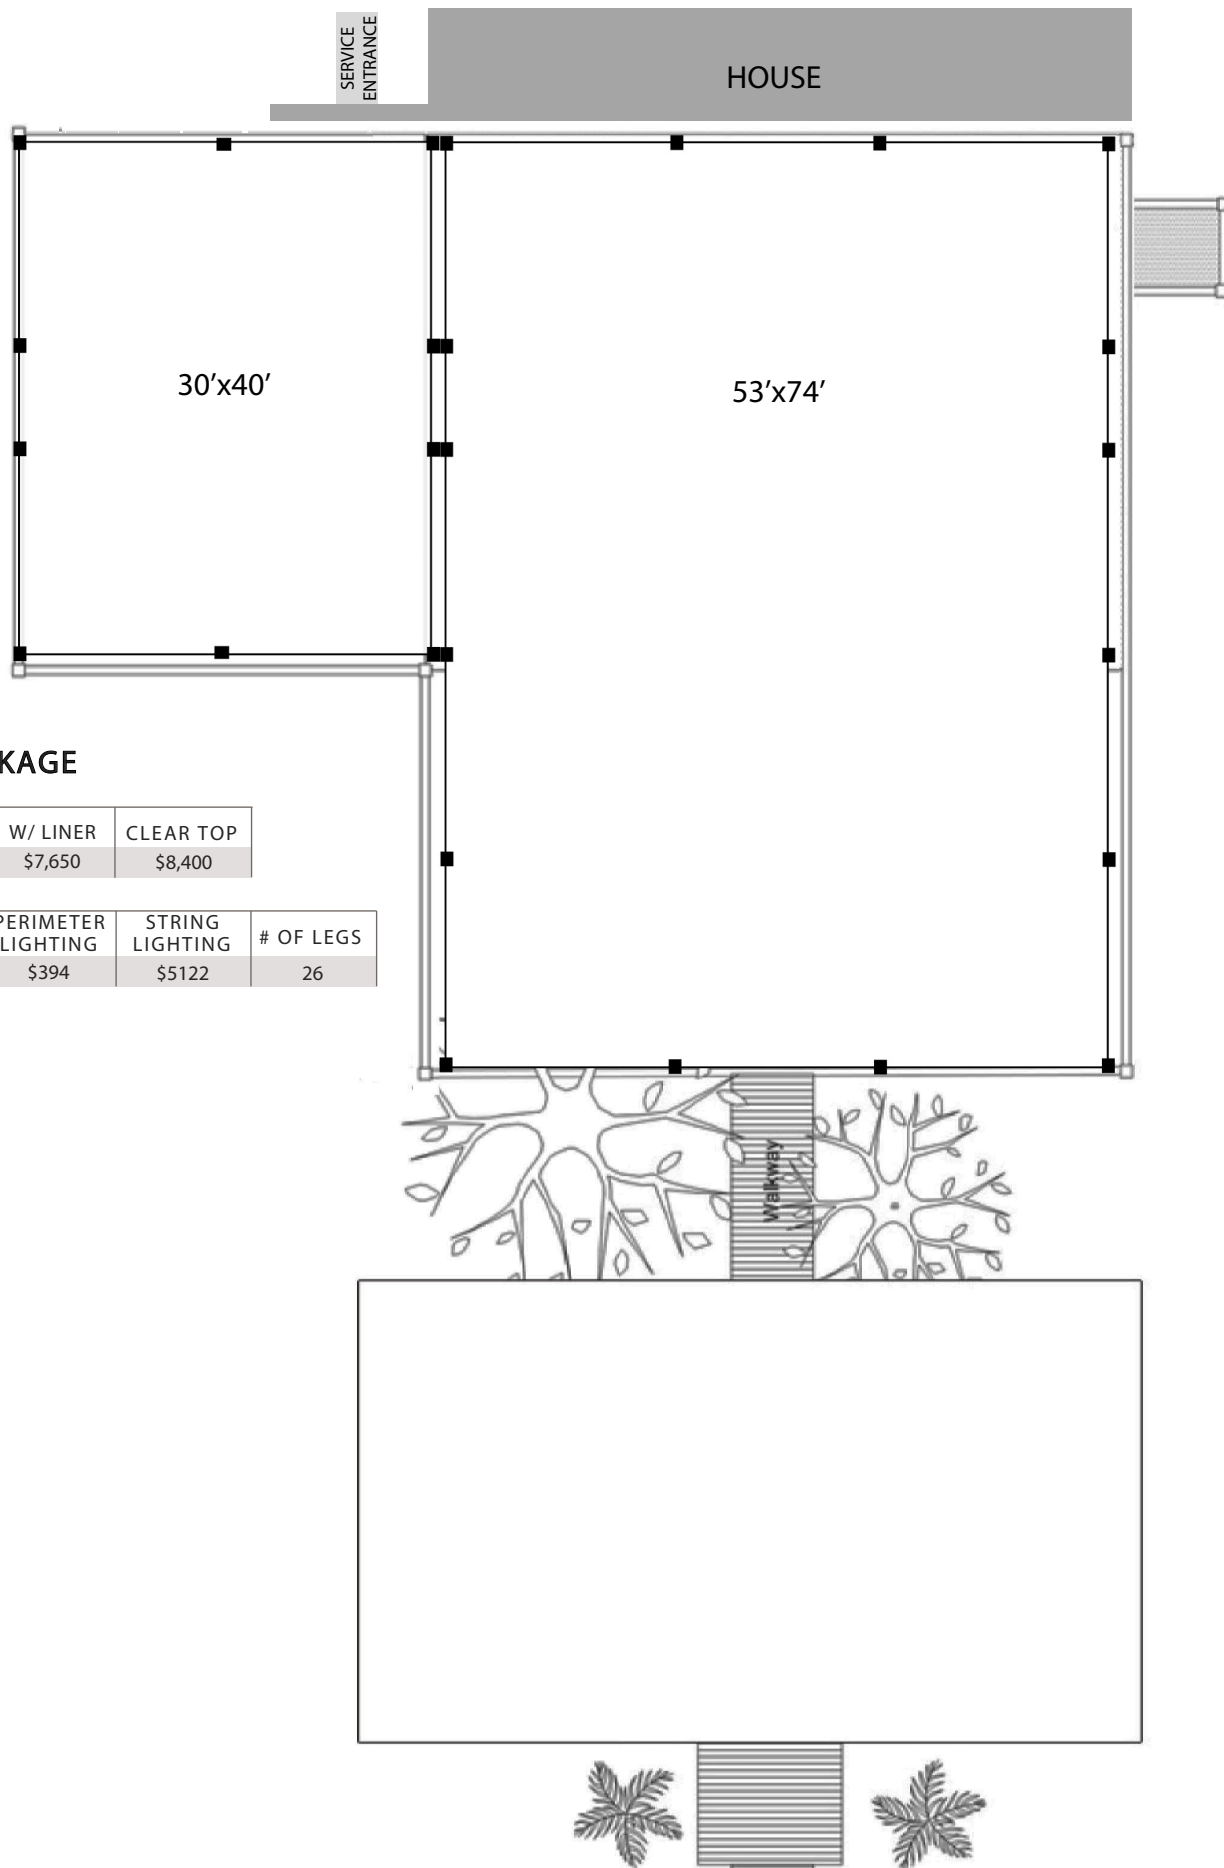 SERVICE
ENTRANCE
HOUSE
30’x40’
53’x74’
KAGE
W/ LINER
CLEAR TOP
$7,650
$8,400
PERIMETER
LIGHTING
STRING
LIGHTING
# OF LEGS
$394
$5122
26
Walkway